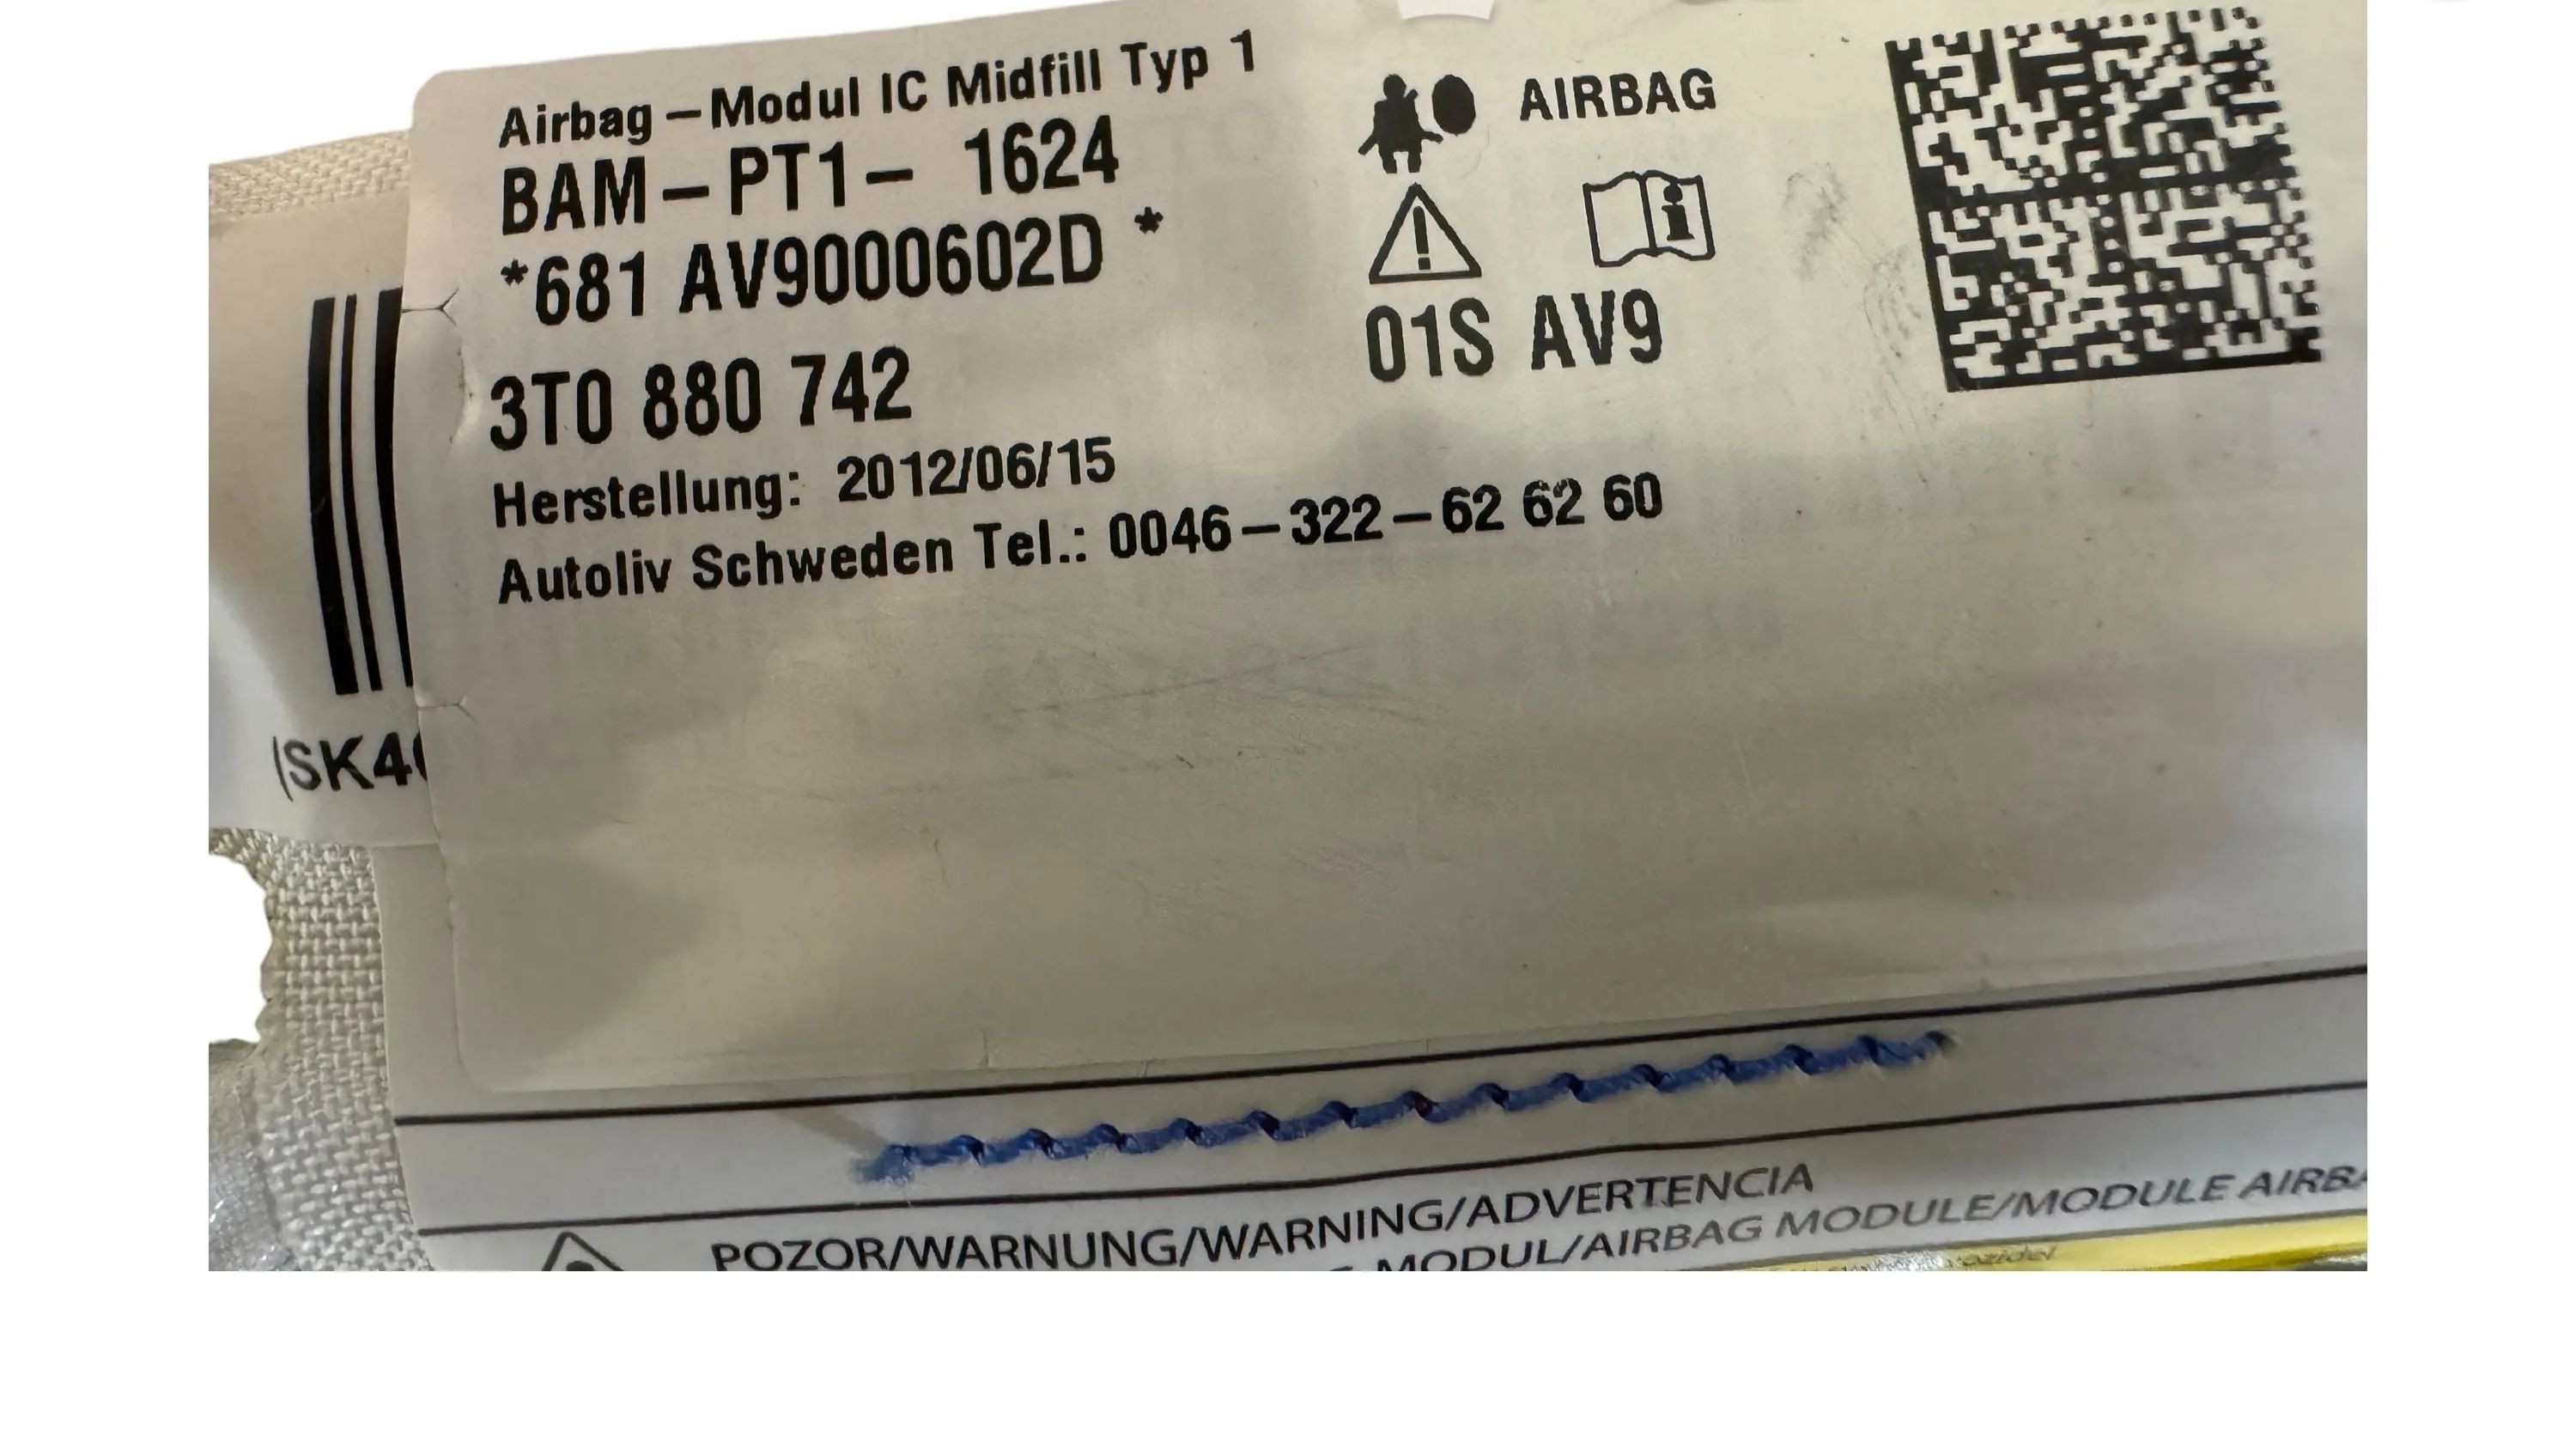 Airbag – Modul IC Midfill Typ 1
BAM – PT1 – 1624
*681 AV9000602D *
3T0 880 742
Herstellung: 2012/06/15
Autoliv Schweden Tel.: 0046 – 322 – 62 62 60
AIRBAG
01S AV9
(SK4
POZOR/WARNUNG/WARNING/ADVERTENCIA
MODUL/AIRBAG MODULE/MODULE AIRBA